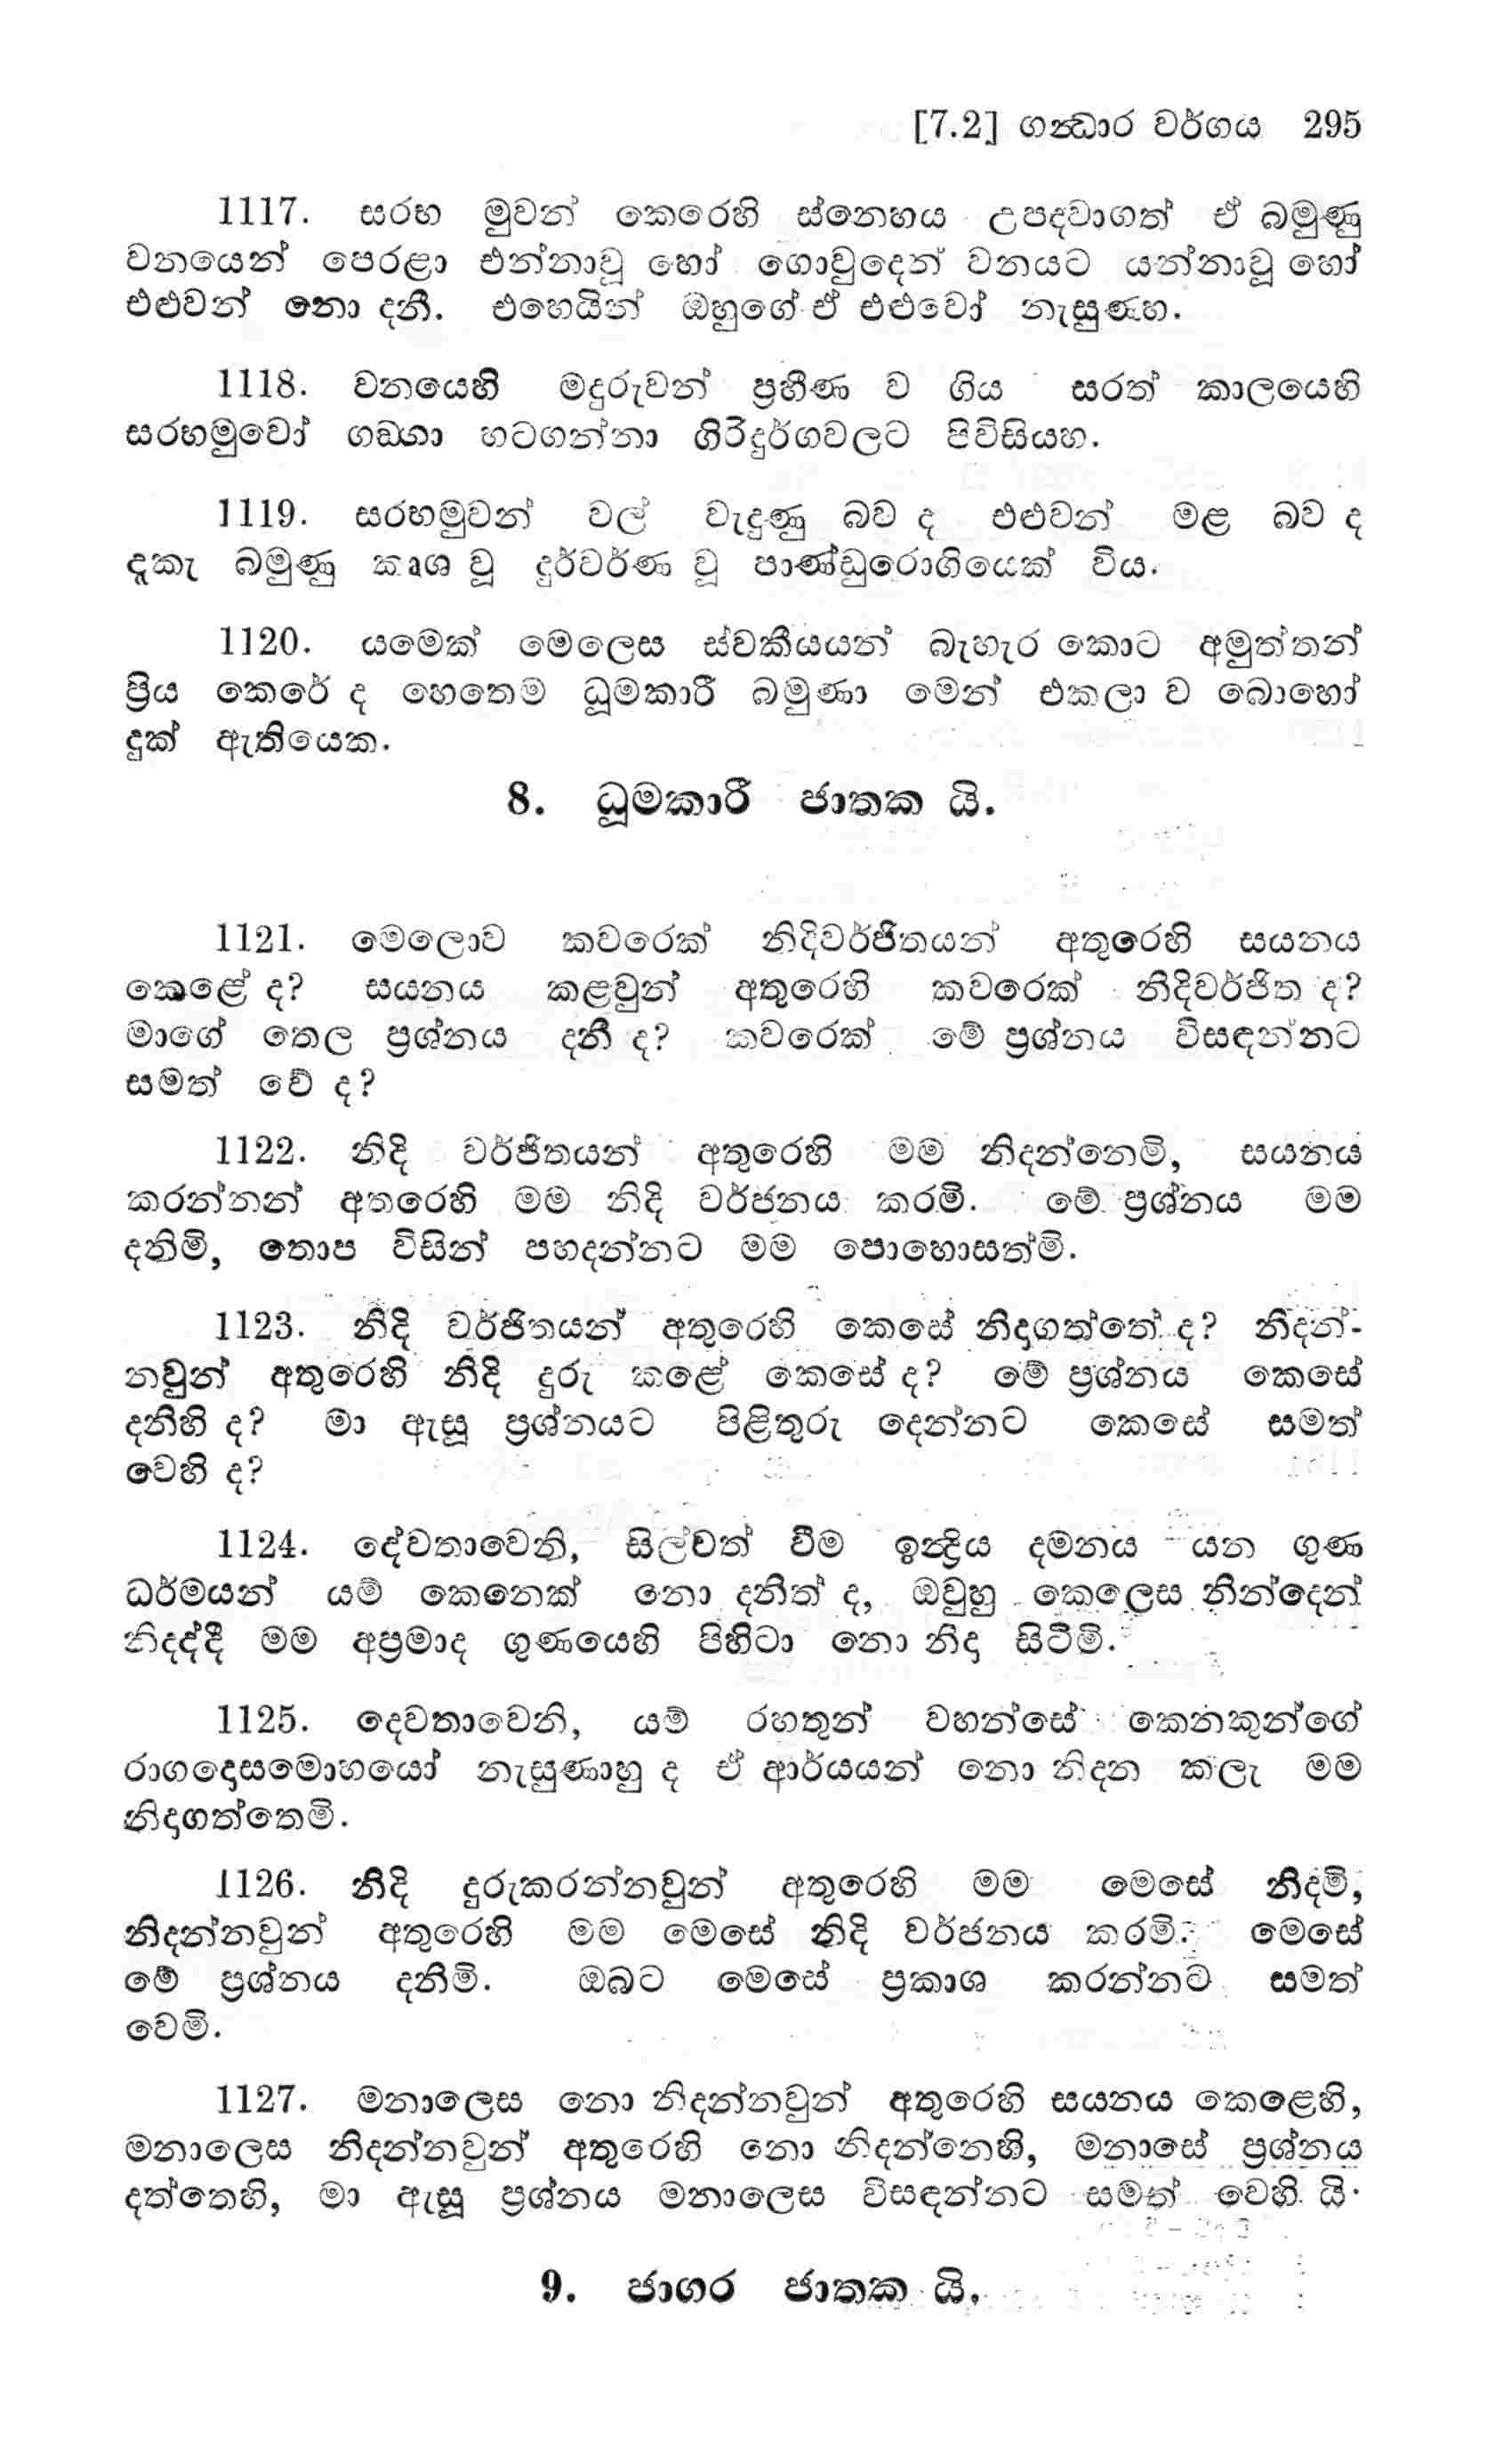 [7.2] ගන්‍ධාර වර්ගය 295
1117. සරභ මුවන් කෙරෙහි ස්නෙහය උපදවාගත් ඒ බමුණු
වනයෙන් පෙරළා එන්නාවූ හෝ ගොවුදෙන් වනයට යන්නාවූ හෝ
එළුවන් නො දනී. එහෙයින් ඔහුගේ ඒ එළුවෝ නැසුණහ.
1118. වනයෙහි මදුරුවන් ප්‍රහීණ ව ගිය සරත් කාලයෙහි
සරභමුවෝ ගඞ්ගා හටගන්නා ගිරිදුර්ගවලට පිවිසියහ.
1119. සරභමුවන් වල් වැදුණු බව ද එළුවන් මළ බව ද
දැකැ බමුණු කෘශ වූ දුර්වර්ණ වූ පාණ්ඩුරොගියෙක් විය.
1120. යමෙක් මෙලෙස ස්වකීයයන් බැහැර කොට අමුත්තන්
ප්‍රිය කෙරේ ද හෙතෙම ධූමකාරී බමුණා මෙන් එකලා ව බොහෝ
දුක් ඇතියෙක.
8. ධූමකාරී ජාතක යි.
1121. මෙලොව කවරෙක් නිදිවර්ජිතයන් අතුරෙහි සයනය
කෙළේ ද? සයනය කළවුන් අතුරෙහි කවරෙක් නිදිවර්ජිත ද?
මාගේ තෙල ප්‍රශ්නය දනී ද? කවරෙක් මේ ප්‍රශ්නය විසඳන්නට
සමත් වේ ද?
1122. නිදි වර්ජිතයන් අතුරෙහි මම නිදන්නෙමි, සයනය
කරන්නන් අතරෙහි මම නිදි වර්ජනය කරමි. මේ ප්‍රශ්නය මම
දනිමි, තොප විසින් පහදන්නට මම පොහොසත්මි.
1123. නිදි වර්ජිතයන් අතුරෙහි කෙසේ නිදාගත්තේ ද? නිදන්-
නවුන් අතුරෙහි නිදි දුරු කළේ කෙසේ ද? මේ ප්‍රශ්නය කෙසේ
දනිහි ද? මා ඇසූ ප්‍රශ්නයට පිළිතුරු දෙන්නට කෙසේ සමත්
වෙහි ද?
1124. දේවතාවෙනි, සිල්වත් වීම ඉන්‍ද්‍රිය දමනය යන ගුණ
ධර්මයන් යම් කෙනෙක් නො දනිත් ද, ඔවුහු කෙලෙස නින්දෙන්
නිදද්දී මම අප්‍රමාද ගුණයෙහි පිහිටා නො නිදා සිටිමි.
1125. දෙවතාවෙනි, යම් රහතුන් වහන්සේ කෙනකුන්ගේ
රාගදොසමොහයෝ නැසුණාහු ද ඒ ආර්යයන් නො නිදන කලැ මම
නිදාගත්තෙමි.
1126. නිදි දුරුකරන්නවුන් අතුරෙහි මම මෙසේ නිදමි,
නිදන්නවුන් අතුරෙහි මම මෙසේ නිදි වර්ජනය කරමි. මෙසේ
මේ ප්‍රශ්නය දනිමි. ඔබට මෙසේ ප්‍රකාශ කරන්නට සමත්
වෙමි.
1127. මනාලෙස නො නිදන්නවුන් අතුරෙහි සයනය කෙළෙහි,
මනාලෙස නිදන්නවුන් අතුරෙහි නො නිදන්නෙහි, මනාසේ ප්‍රශ්නය
දත්තෙහි, මා ඇසූ ප්‍රශ්නය මනාලෙස විසඳන්නට සමත් වෙහි යි.
9. ජාගර ජාතක යි.